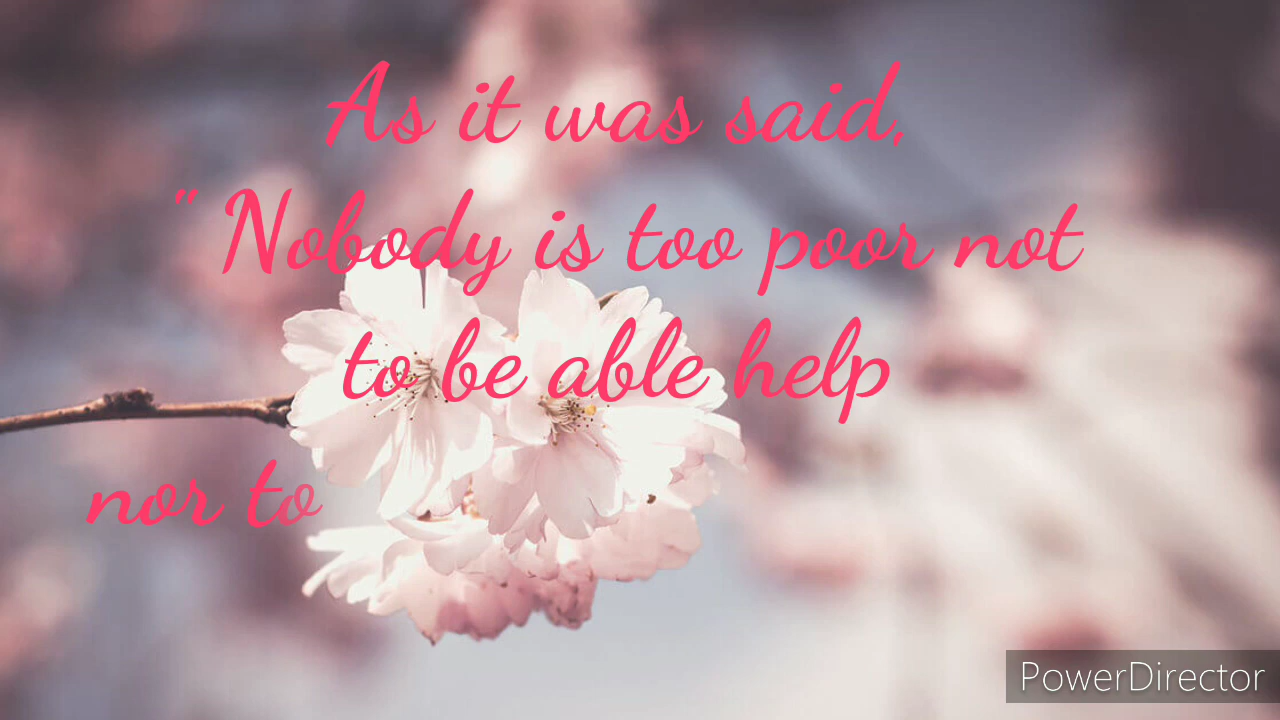 As it was said,
" Nobody is too poor not
to be able help
nor to
PowerDirector